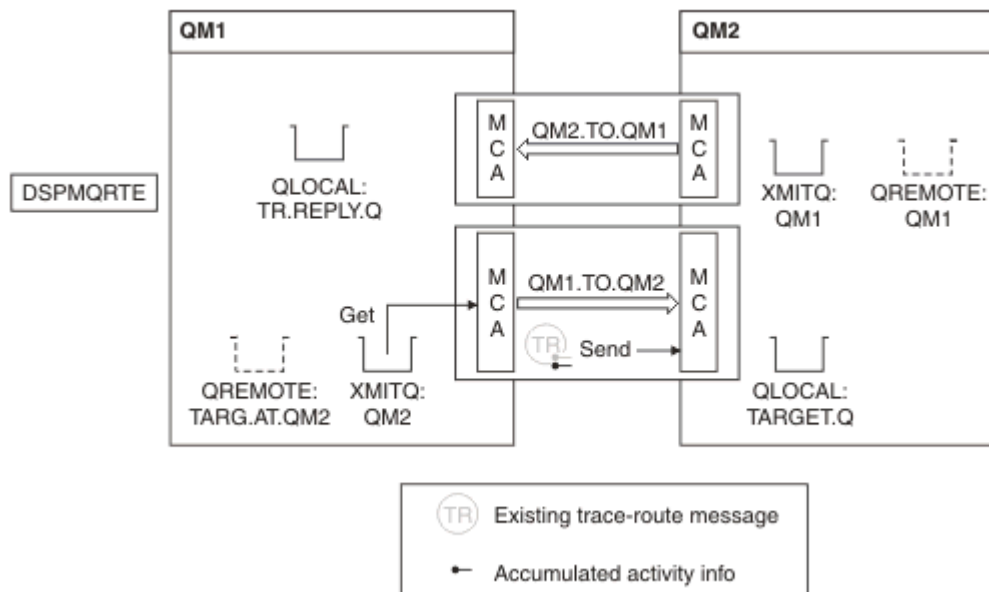 QM1
QM2
M
C
A
QM2.TO.QM1
M
C
A
DSPMQRTE
QLOCAL:
TR.REPLY.Q
XMITQ:
QM1
QREMOTE:
QM1
M
C
A
QM1.TO.QM2
M
C
A
Get
TR
Send
QREMOTE:
TARG.AT.QM2
XMITQ:
QM2
QLOCAL:
TARGET.Q
TR Existing trace-route message
Accumulated activity info